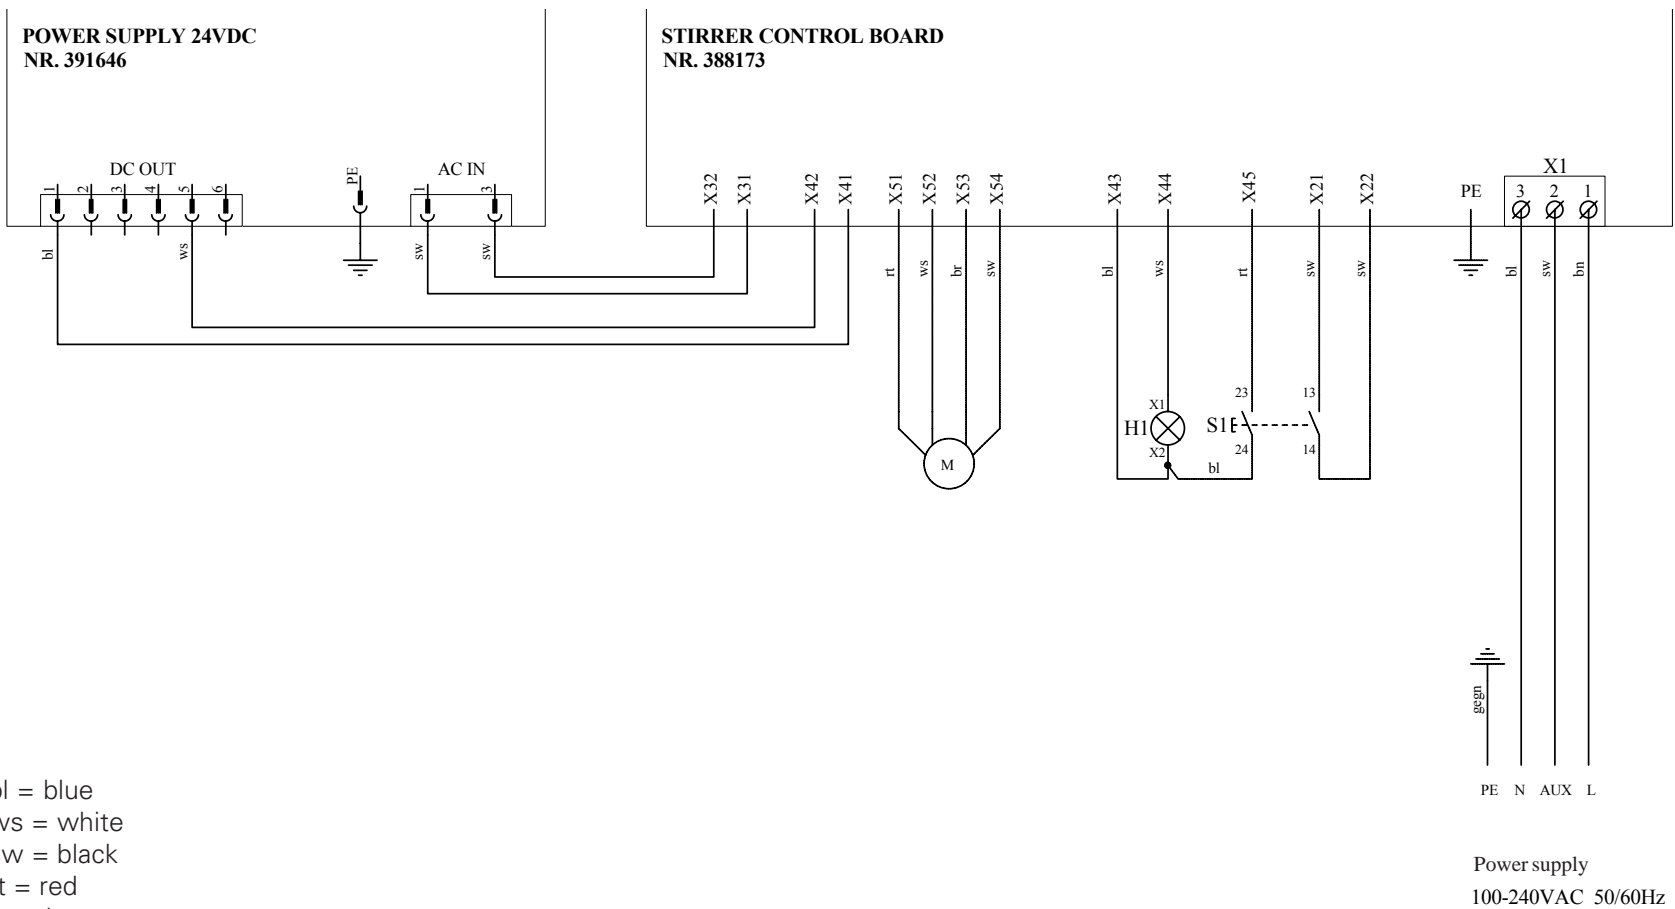 POWER SUPPLY 24VDC
NR. 391646
STIRRER CONTROL BOARD
NR. 388173
DC OUT
PE
AC IN
1 2 3 4 5 6
1 3
X32 X31 X42 X41 X51 X52 X53 X54 X43 X44 X45 X21 X22
PE
X1
3 2 1
bl ws sw sw
rt ws br sw bl ws rt sw sw bl sw bn
23 13
X1
H1 S1
X2 24 14
M
bl
gegn
PE N AUX L
bl = blue
ws = white
sw = black
rt = red
Power supply
100-240VAC 50/60Hz